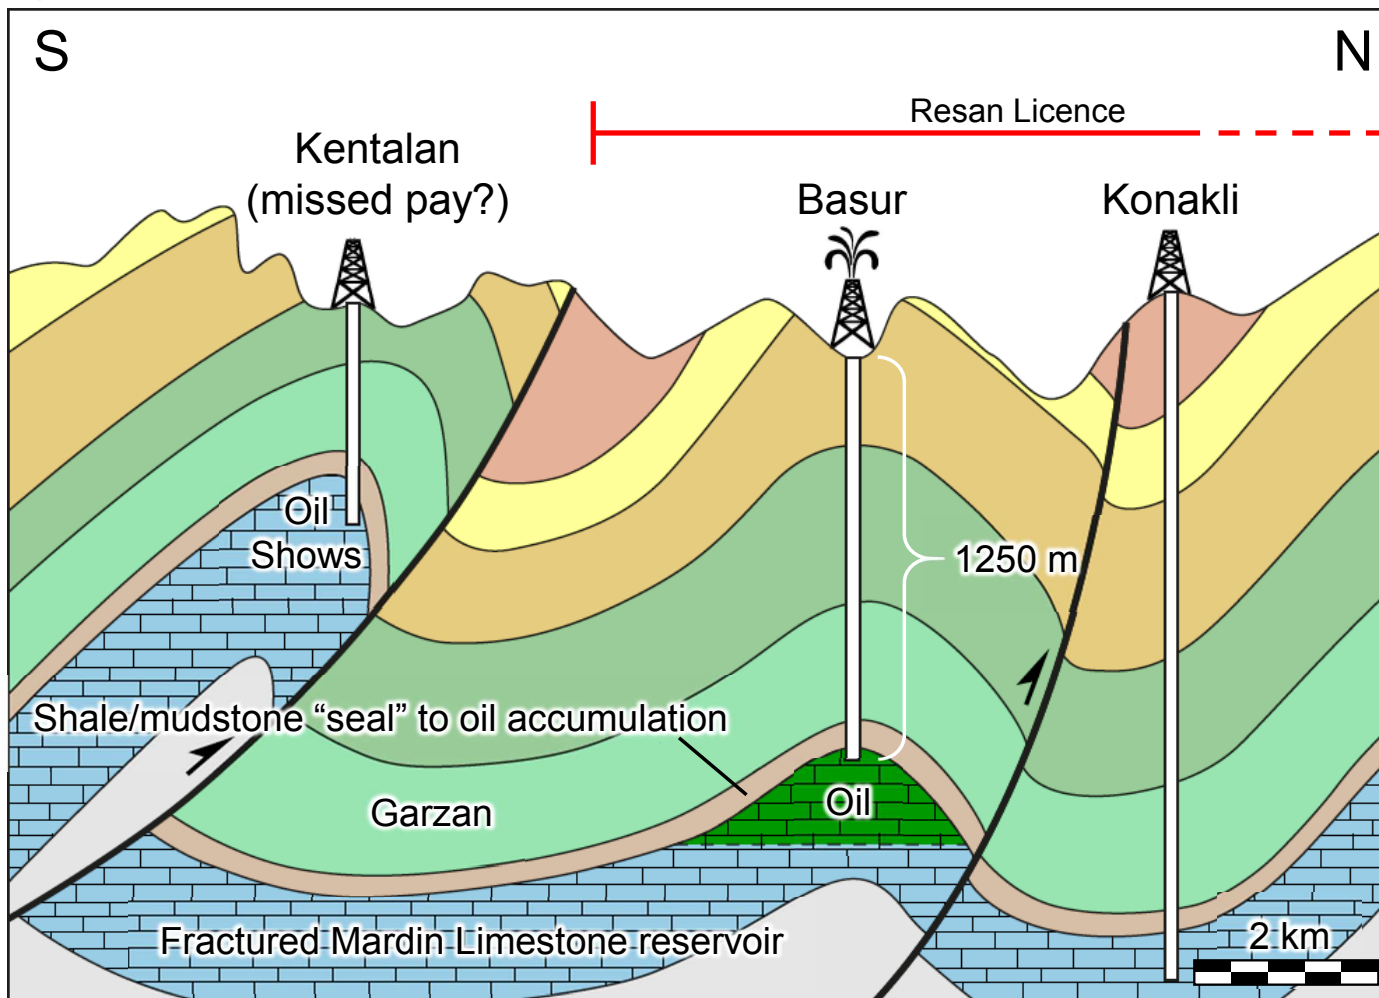 S
N
Resan Licence
Kentalan
(missed pay?)
Basur
Konakli
Oil
Shows
1250 m
Shale/mudstone “seal” to oil accumulation
Garzan
Oil
Fractured Mardin Limestone reservoir
2 km